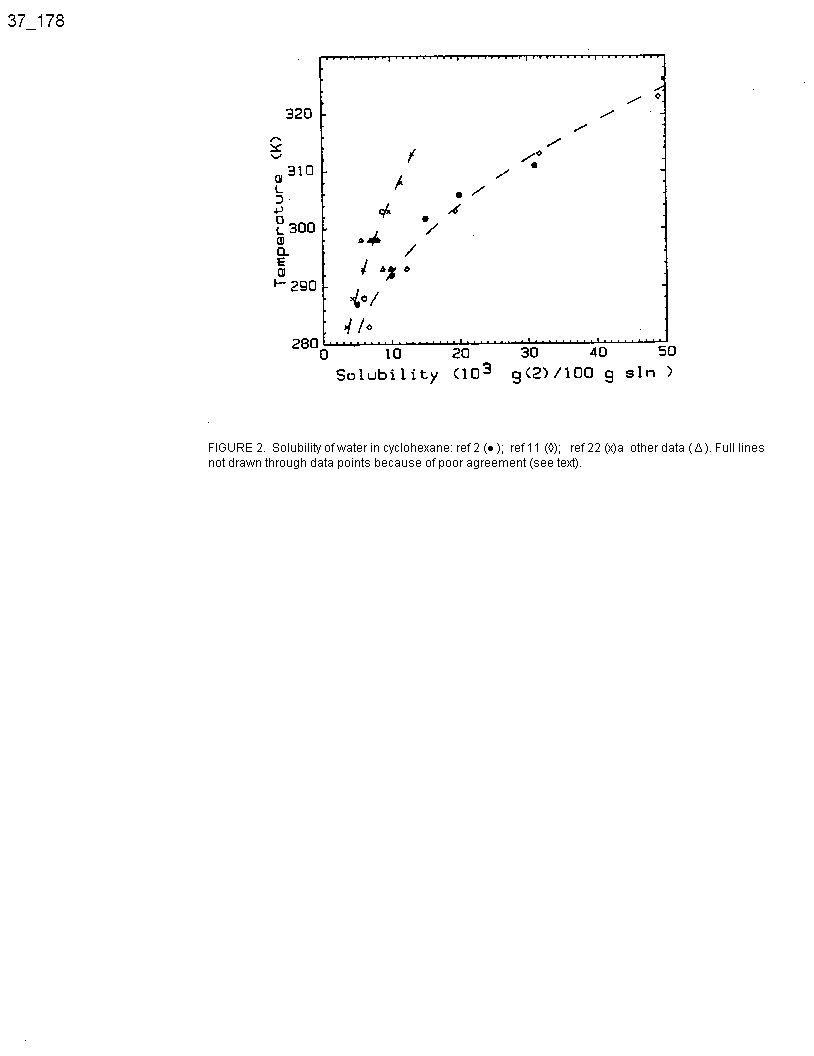 37_178
320
310
300
290
280
Temperature (K)
0 10 20 30 40 50
Solubility (10³ g(2)/100 g sln )
FIGURE 2. Solubility of water in cyclohexane: ref 2 (●); ref 11 (◊); ref 22 (x)a other data (Δ). Full lines
not drawn through data points because of poor agreement (see text).